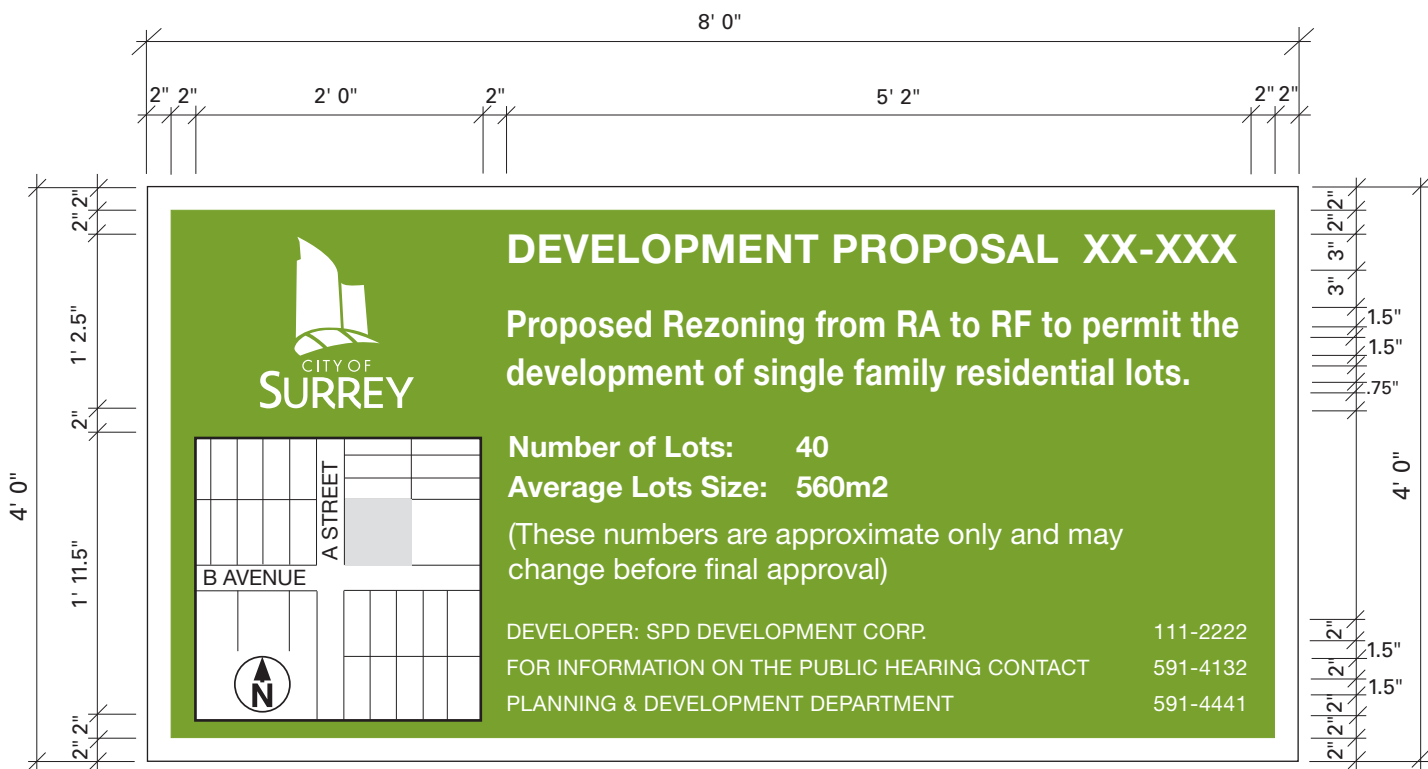 8' 0"
2" 2" 2' 0" 2" 5' 2" 2" 2"
4' 0"
2"
2"
1' 2.5"
2"
1' 11.5"
2"
2"
CITY OF
SURREY
A STREET
B AVENUE
N
DEVELOPMENT PROPOSAL XX-XXX
Proposed Rezoning from RA to RF to permit the
development of single family residential lots.
Number of Lots: 40
Average Lots Size: 560m2
(These numbers are approximate only and may
change before final approval)
DEVELOPER: SPD DEVELOPMENT CORP. 111-2222
FOR INFORMATION ON THE PUBLIC HEARING CONTACT 591-4132
PLANNING & DEVELOPMENT DEPARTMENT 591-4441
2"
2"
3"
3"
1.5"
1.5"
.75"
2"
1.5"
2"
1.5"
2"
2"
2"
4' 0"